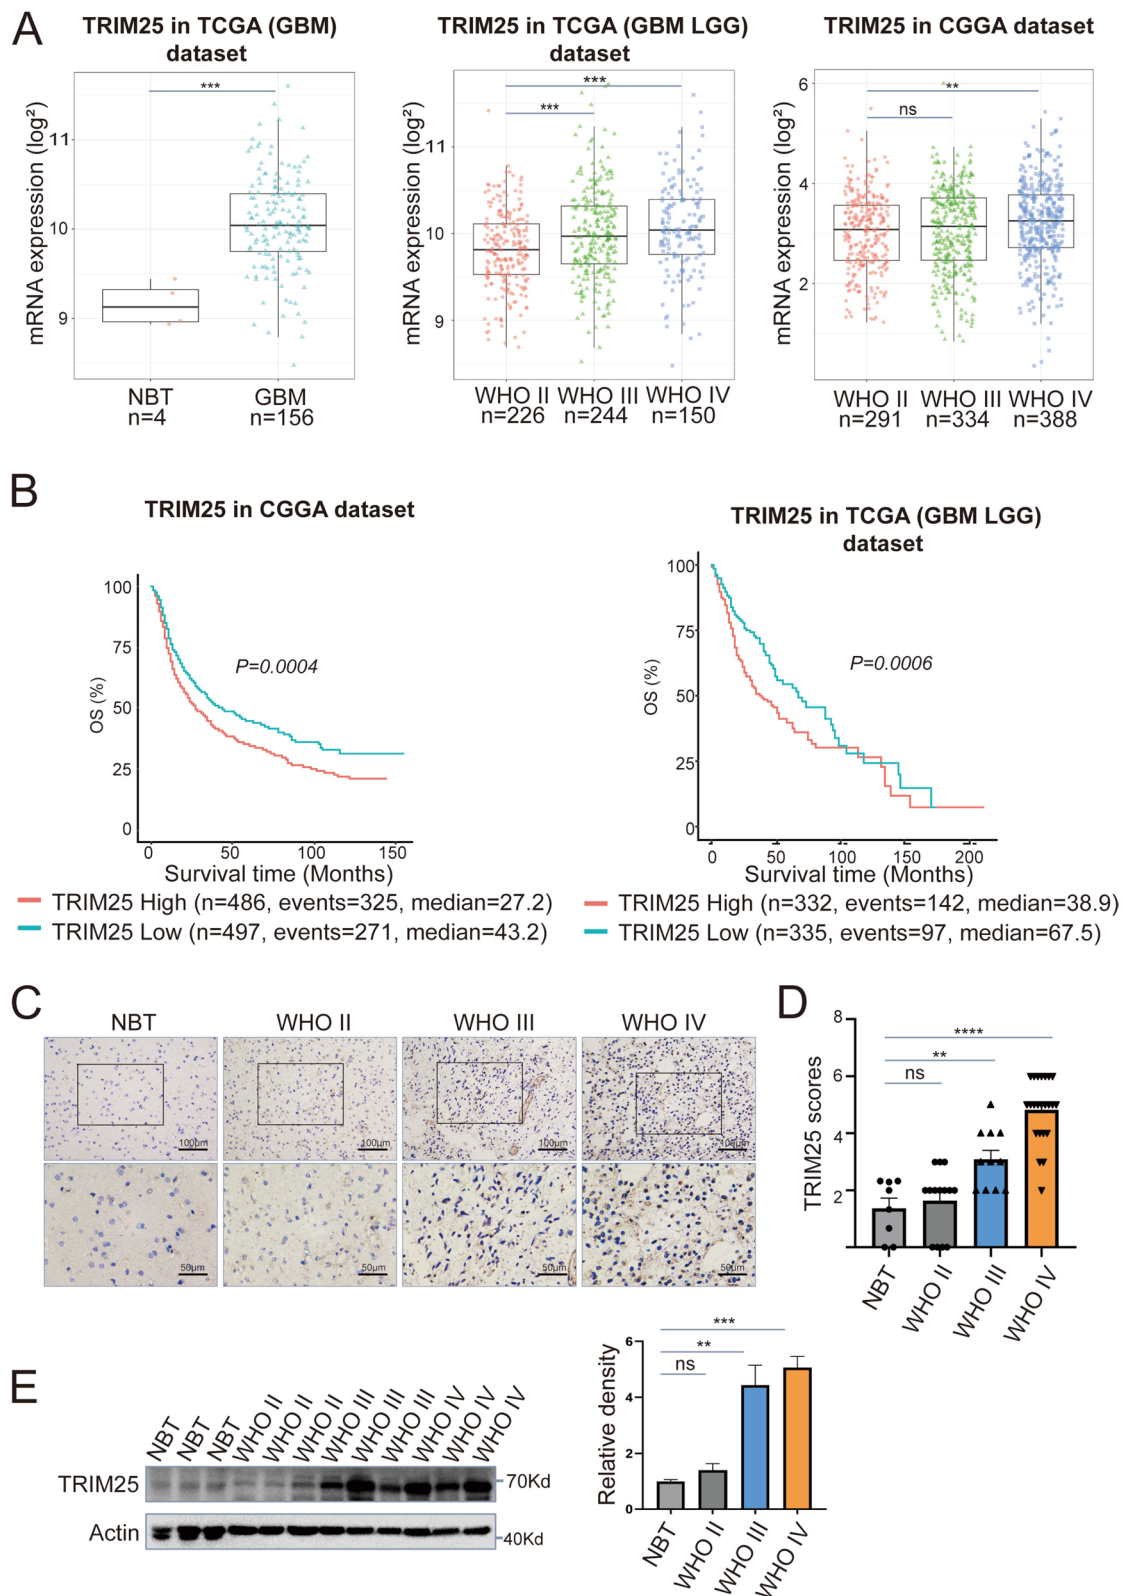 A
TRIM25 in TCGA (GBM)
dataset
mRNA expression (log²)
11
10
9
***
NBT
n=4
GBM
n=156
TRIM25 in TCGA (GBM LGG)
dataset
mRNA expression (log²)
11
10
9
***
***
WHO II
n=226
WHO III
n=244
WHO IV
n=150
TRIM25 in CGGA dataset
mRNA expression (log²)
6
4
2
**
ns
WHO II
n=291
WHO III
n=334
WHO IV
n=388
B
TRIM25 in CGGA dataset
OS (%)
100
75
50
25
0
P=0.0004
0 50 100 150
Survival time (Months)
TRIM25 High (n=486, events=325, median=27.2)
TRIM25 Low (n=497, events=271, median=43.2)
TRIM25 in TCGA (GBM LGG)
dataset
OS (%)
100
75
50
25
0
P=0.0006
0 50 100 150 200
Survival time (Months)
TRIM25 High (n=332, events=142, median=38.9)
TRIM25 Low (n=335, events=97, median=67.5)
C
NBT WHO II WHO III WHO IV
100μm 100μm 100μm 100μm
50μm 50μm 50μm 50μm
D
TRIM25 scores
8
6
4
2
****
**
ns
NBT
WHO II
WHO III
WHO IV
E
NBT NBT NBT WHO II WHO II WHO II WHO III WHO III WHO III WHO IV WHO IV WHO IV
TRIM25
70Kd
Actin
40Kd
Relative density
6
4
2
0
***
**
ns
NBT
WHO II
WHO III
WHO IV